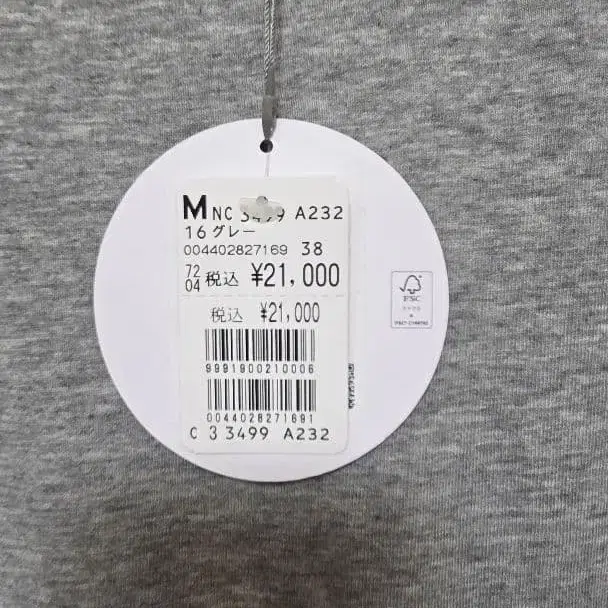 M NC 3499 A232
16 グレー
004402827169 38
72
04 税込 ¥21,000
税込 ¥21,000
9991900210006
0044028271691
C 3 3499 A232
FSC